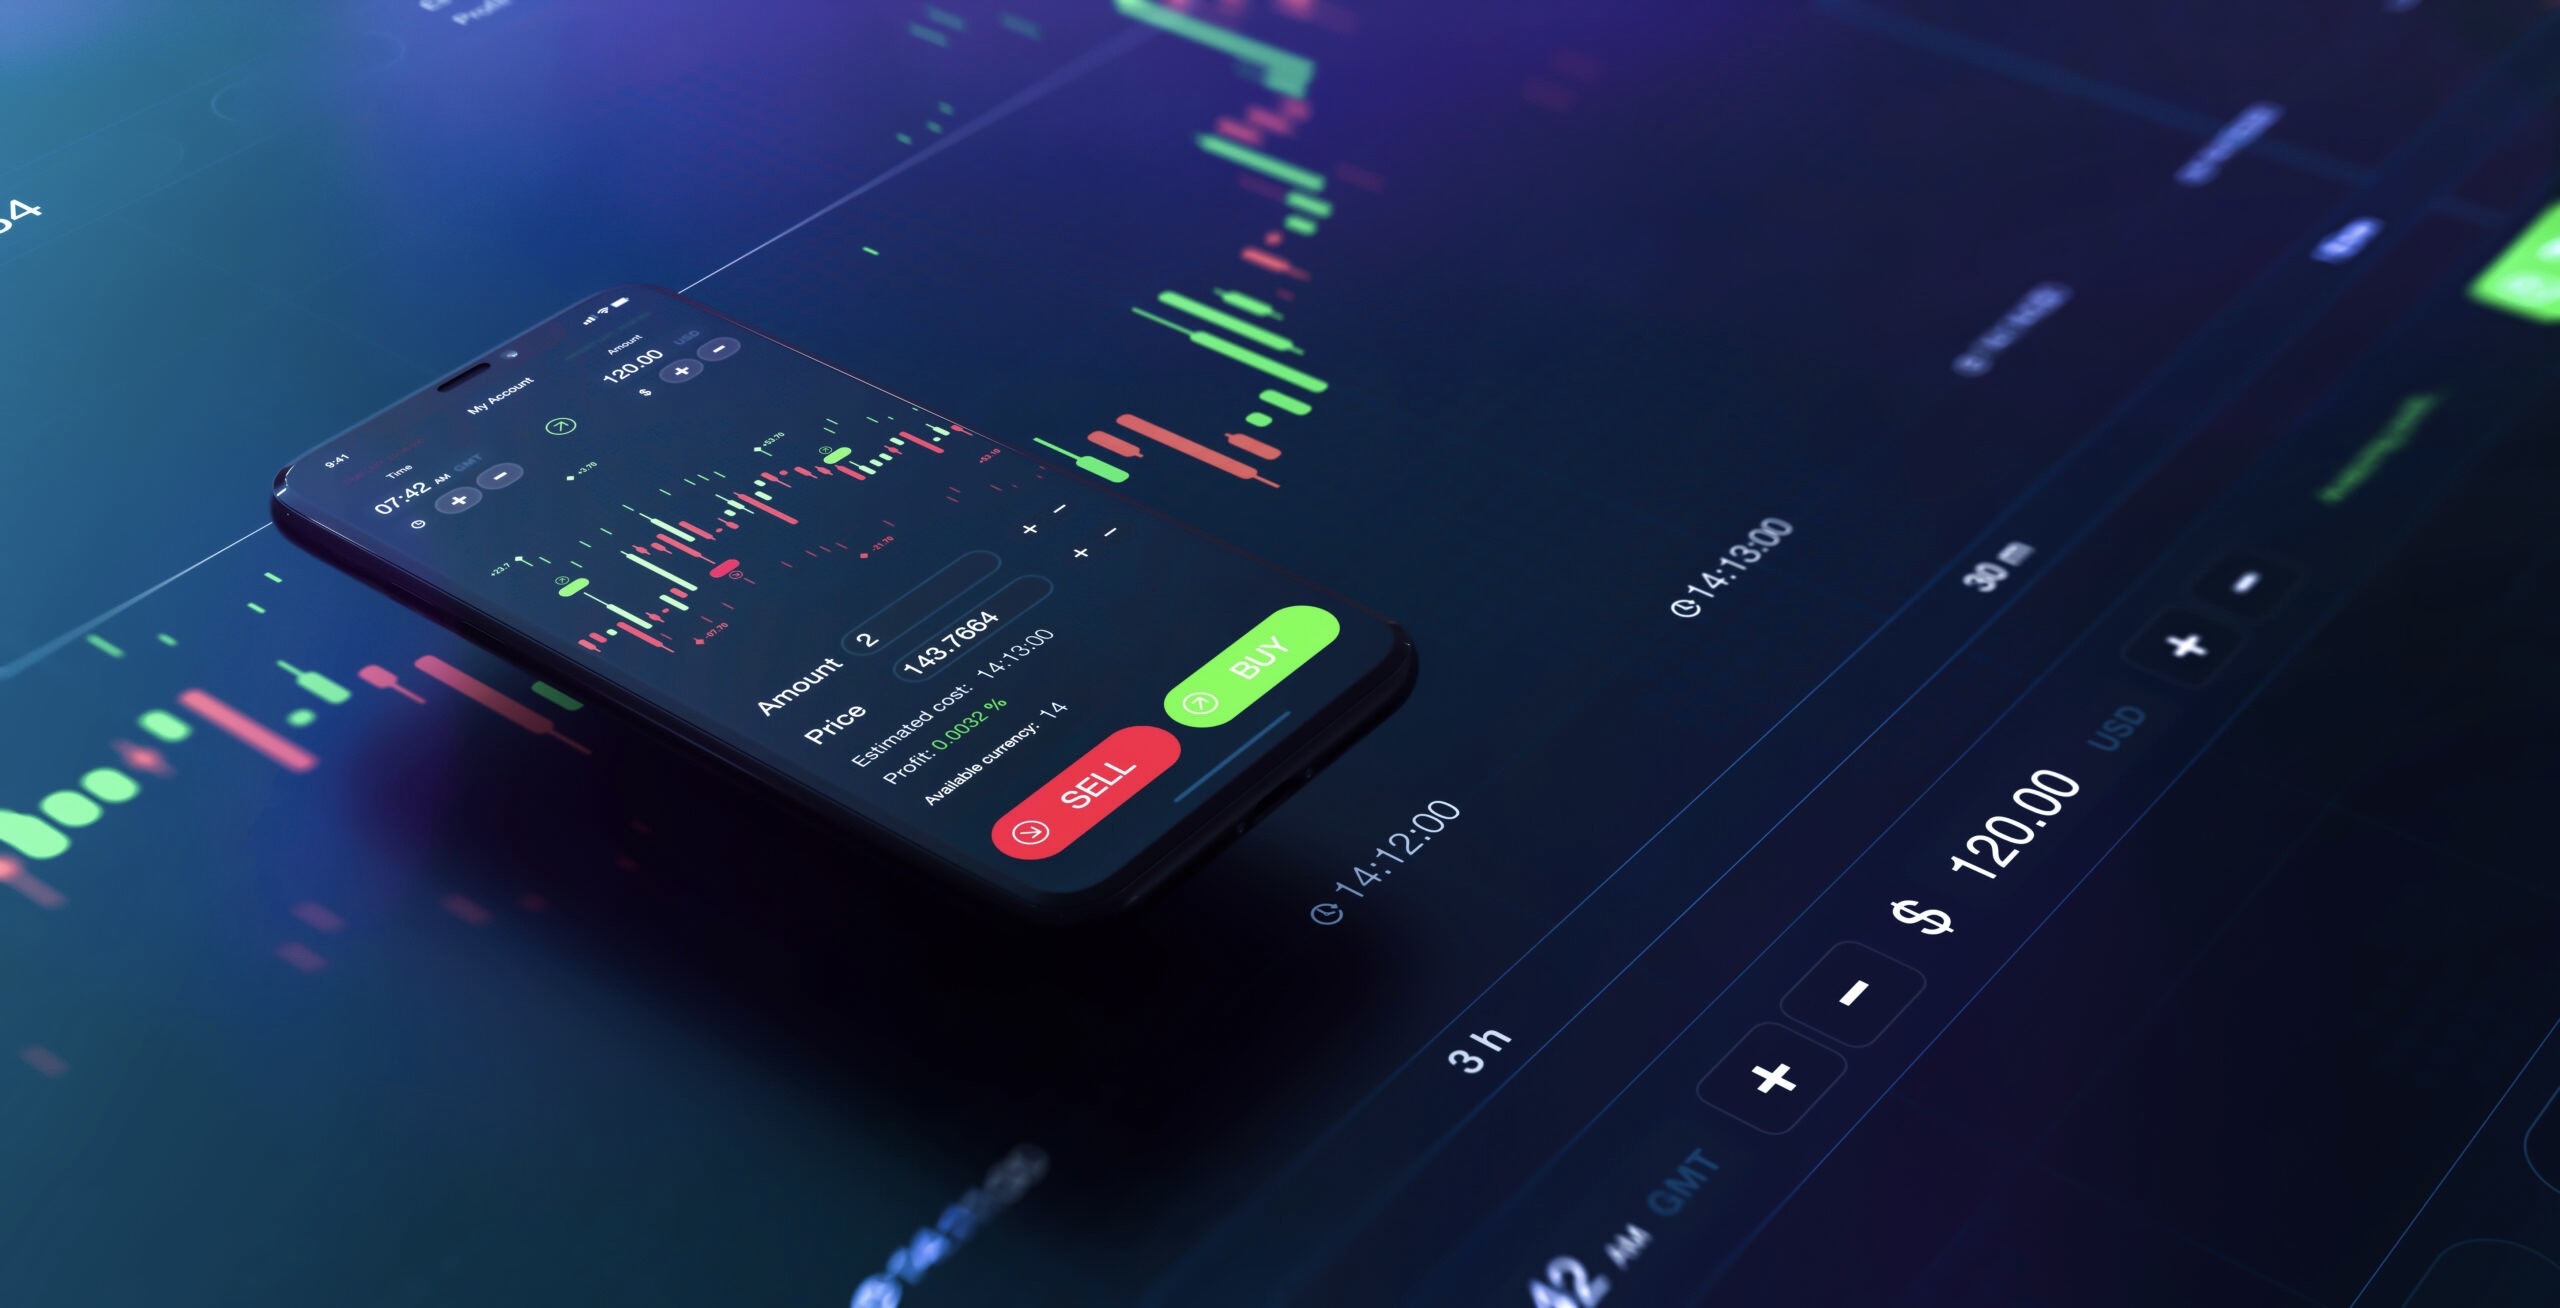 9:41
My Account
Time
07:42 AM GMT
Amount
120.00 USD
$
+3.70
+53.70
+23.7
-07.70
-21.70
+53.10
Amount 2
Price 143.7664
Estimated cost: 14:13:00
Profit: 0.0032 %
Available currency: 14
SELL
BUY
14:12:00
14:13:00
3 h
30 m
42 AM GMT
$ 120.00 USD